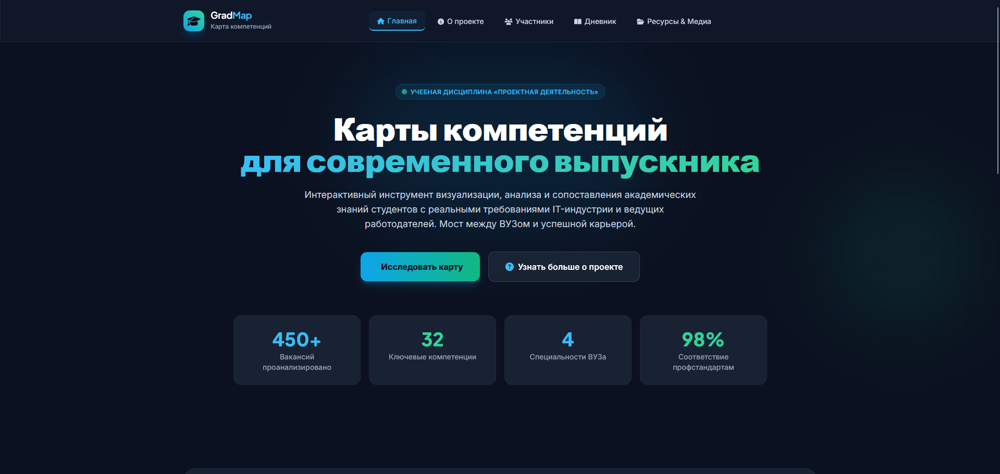 GradMap
Карта компетенций
Главная
О проекте
Участники
Дневник
Ресурсы & Медиа
УЧЕБНАЯ ДИСЦИПЛИНА «ПРОЕКТНАЯ ДЕЯТЕЛЬНОСТЬ»
Карты компетенций
для современного выпускника
Интерактивный инструмент визуализации, анализа и сопоставления академических
знаний студентов с реальными требованиями IT-индустрии и ведущих
работодателей. Мост между ВУЗом и успешной карьерой.
Исследовать карту
Узнать больше о проекте
450+
Вакансий
проанализировано
32
Ключевые компетенции
4
Специальности ВУЗа
98%
Соответствие
профстандартам